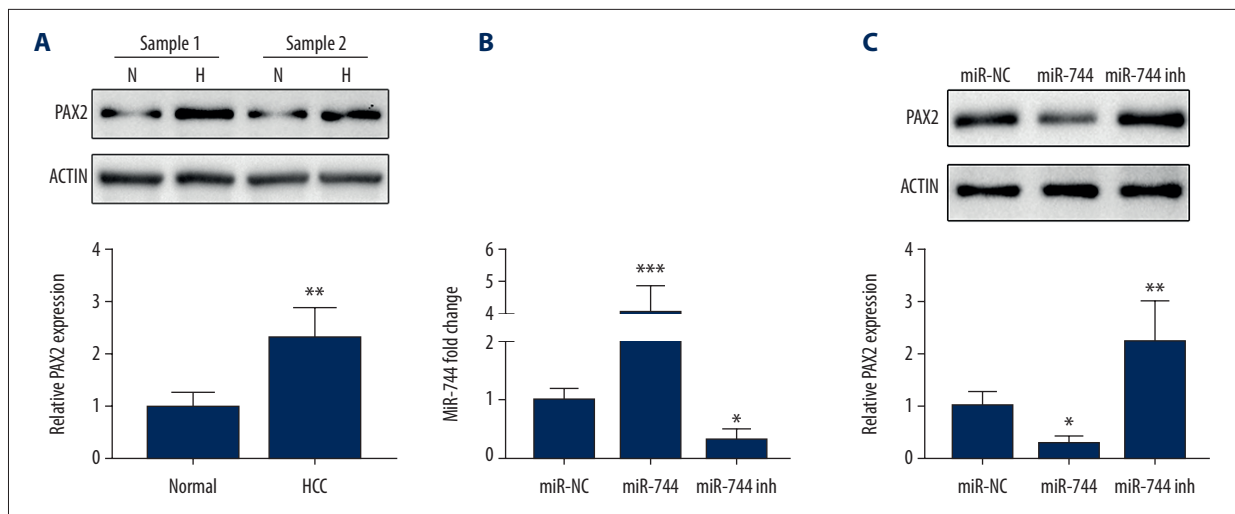 A
Sample 1 Sample 2
N H N H
PAX2
ACTIN
Relative PAX2 expression
4
3
2
1
0
**
Normal HCC
B
MiR-744 fold change
6
5
4
2
1
0
***
*
miR-NC miR-744 miR-744 inh
C
miR-NC miR-744 miR-744 inh
PAX2
ACTIN
Relative PAX2 expression
4
3
2
1
0
*
**
miR-NC miR-744 miR-744 inh